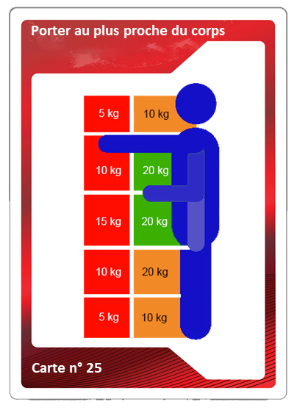 Porter au plus proche du corps
5 kg 10 kg
10 kg 20 kg
15 kg 20 kg
10 kg 20 kg
5 kg 10 kg
Carte n° 25